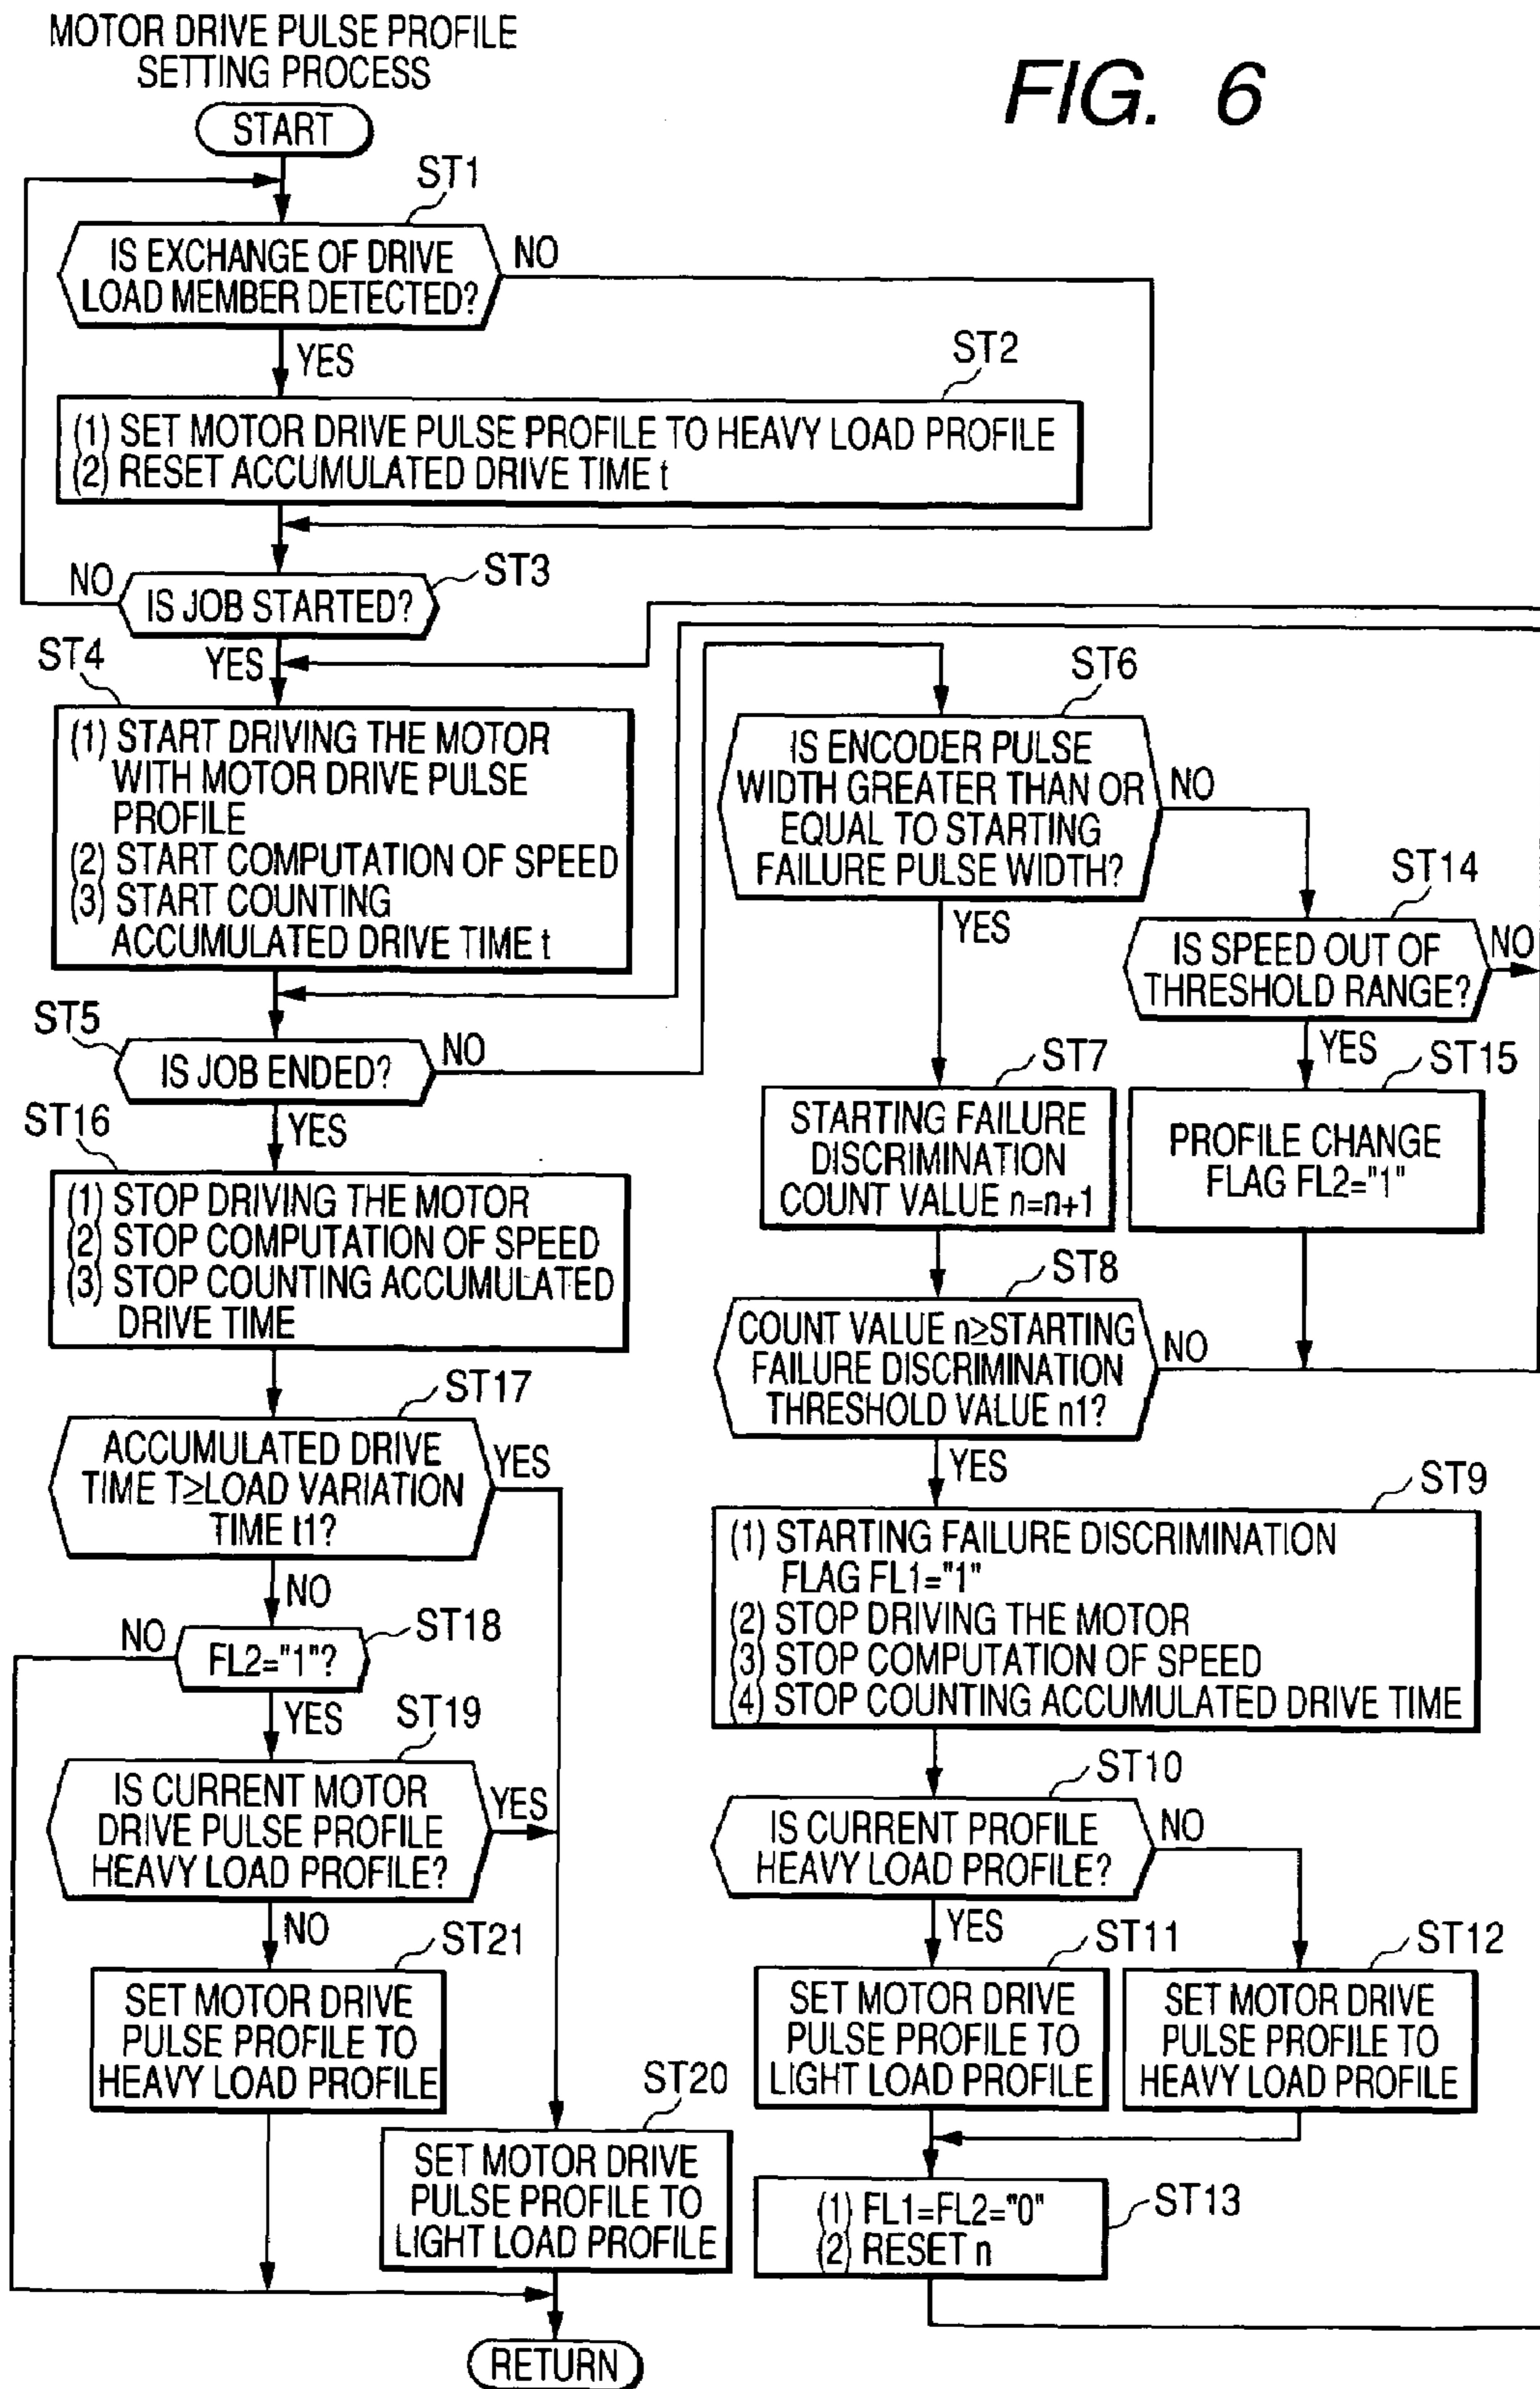 MOTOR DRIVE PULSE PROFILE
SETTING PROCESS
FIG. 6
START
ST1
IS EXCHANGE OF DRIVE
LOAD MEMBER DETECTED?
NO
YES
ST2
(1) SET MOTOR DRIVE PULSE PROFILE TO HEAVY LOAD PROFILE
(2) RESET ACCUMULATED DRIVE TIME t
NO
ST3
IS JOB STARTED?
YES
ST4
(1) START DRIVING THE MOTOR
WITH MOTOR DRIVE PULSE
PROFILE
(2) START COMPUTATION OF SPEED
(3) START COUNTING
ACCUMULATED DRIVE TIME t
ST5
IS JOB ENDED?
NO
YES
ST16
(1) STOP DRIVING THE MOTOR
(2) STOP COMPUTATION OF SPEED
(3) STOP COUNTING ACCUMULATED
DRIVE TIME
ST17
ACCUMULATED DRIVE
TIME T≥LOAD VARIATION
TIME t1?
YES
NO
ST18
NO
FL2="1"?
YES
ST19
IS CURRENT MOTOR
DRIVE PULSE PROFILE
HEAVY LOAD PROFILE?
YES
NO
ST21
SET MOTOR DRIVE
PULSE PROFILE TO
HEAVY LOAD PROFILE
ST20
SET MOTOR DRIVE
PULSE PROFILE TO
LIGHT LOAD PROFILE
RETURN
ST6
IS ENCODER PULSE
WIDTH GREATER THAN OR
EQUAL TO STARTING
FAILURE PULSE WIDTH?
NO
YES
ST14
IS SPEED OUT OF
THRESHOLD RANGE?
NO
YES
ST15
PROFILE CHANGE
FLAG FL2="1"
ST7
STARTING FAILURE
DISCRIMINATION
COUNT VALUE n=n+1
ST8
COUNT VALUE n≥STARTING
FAILURE DISCRIMINATION
THRESHOLD VALUE n1?
NO
YES
ST9
(1) STARTING FAILURE DISCRIMINATION
FLAG FL1="1"
(2) STOP DRIVING THE MOTOR
(3) STOP COMPUTATION OF SPEED
(4) STOP COUNTING ACCUMULATED DRIVE TIME
ST10
IS CURRENT PROFILE
HEAVY LOAD PROFILE?
NO
YES
ST11
SET MOTOR DRIVE
PULSE PROFILE TO
LIGHT LOAD PROFILE
ST12
SET MOTOR DRIVE
PULSE PROFILE TO
HEAVY LOAD PROFILE
ST13
(1) FL1=FL2="0"
(2) RESET n